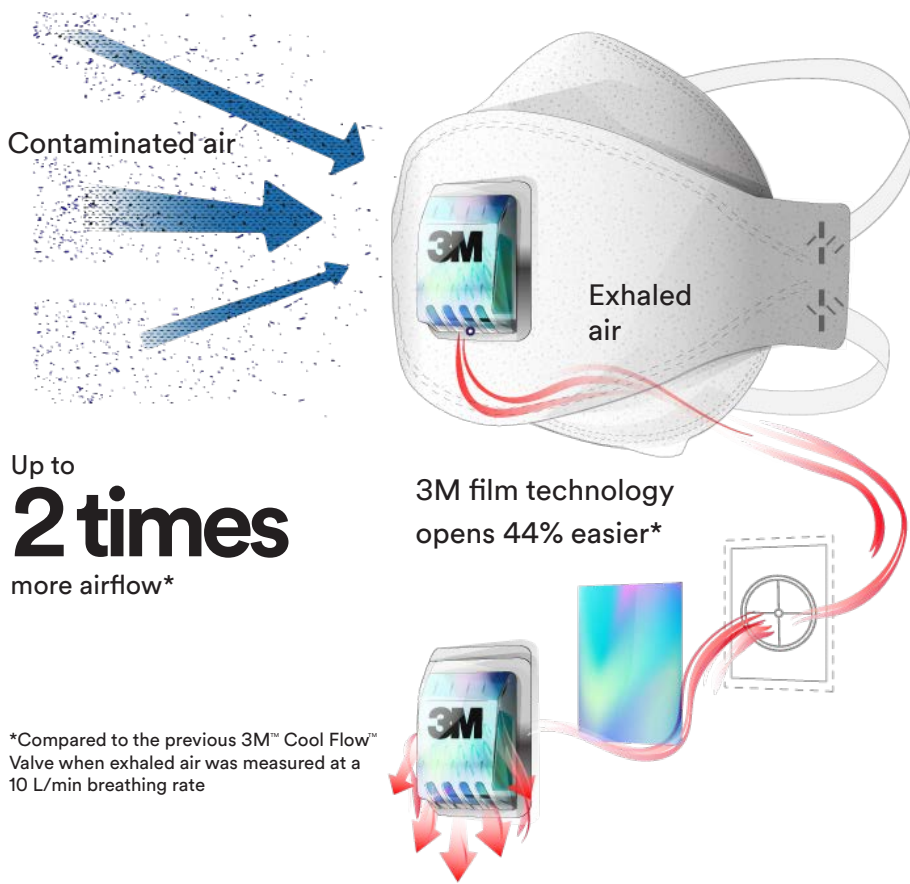 Contaminated air
3M
Exhaled
air
Up to
2 times
more airflow*
3M film technology
opens 44% easier*
3M
*Compared to the previous 3M™ Cool Flow™
Valve when exhaled air was measured at a
10 L/min breathing rate